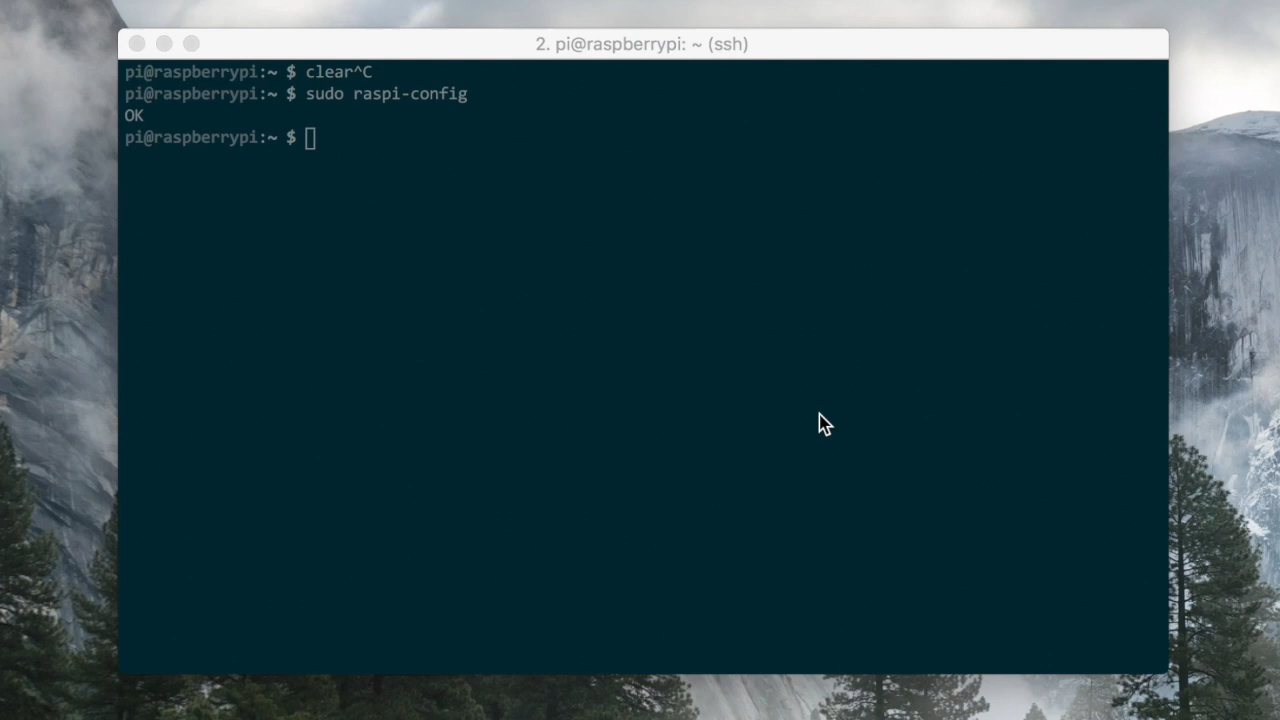 2. pi@raspberrypi: ~ (ssh)
pi@raspberrypi:~ $ clear^C
pi@raspberrypi:~ $ sudo raspi-config
OK
pi@raspberrypi:~ $